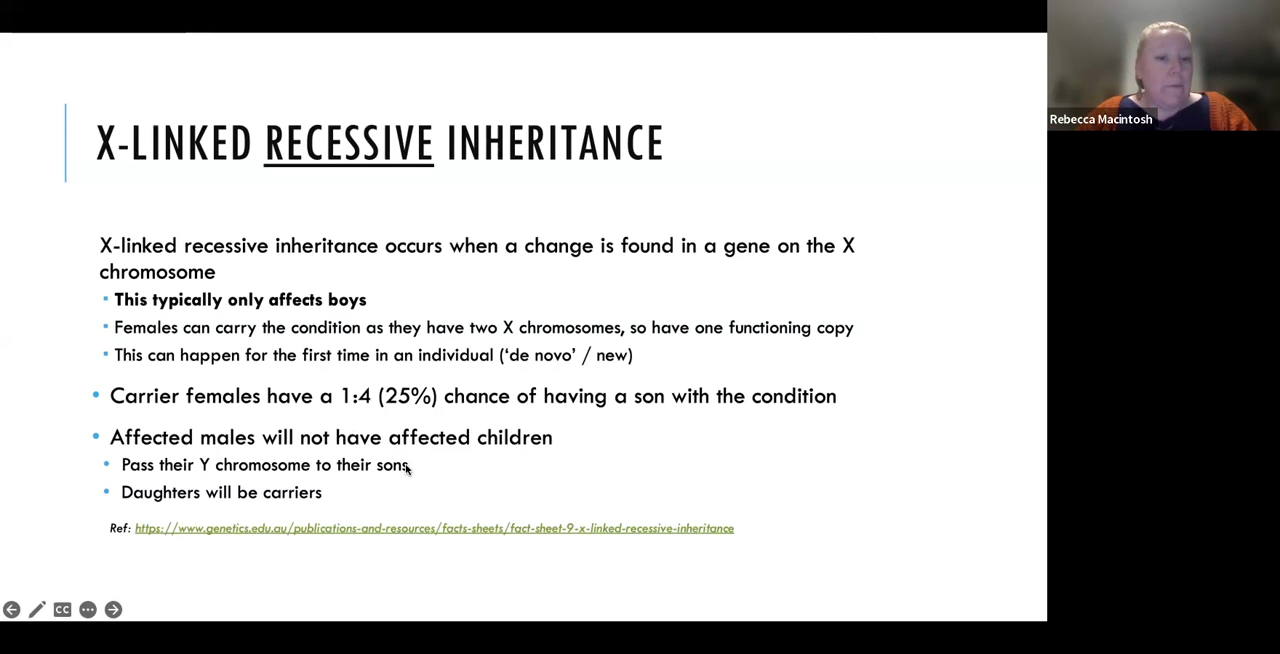 X-LINKED RECESSIVE INHERITANCE
X-linked recessive inheritance occurs when a change is found in a gene on the X
chromosome
▪ This typically only affects boys
▪ Females can carry the condition as they have two X chromosomes, so have one functioning copy
▪ This can happen for the first time in an individual (‘de novo’ / new)
• Carrier females have a 1:4 (25%) chance of having a son with the condition
• Affected males will not have affected children
• Pass their Y chromosome to their sons
• Daughters will be carriers
Ref: https://www.genetics.edu.au/publications-and-resources/facts-sheets/fact-sheet-9-x-linked-recessive-inheritance
CC
Rebecca Macintosh